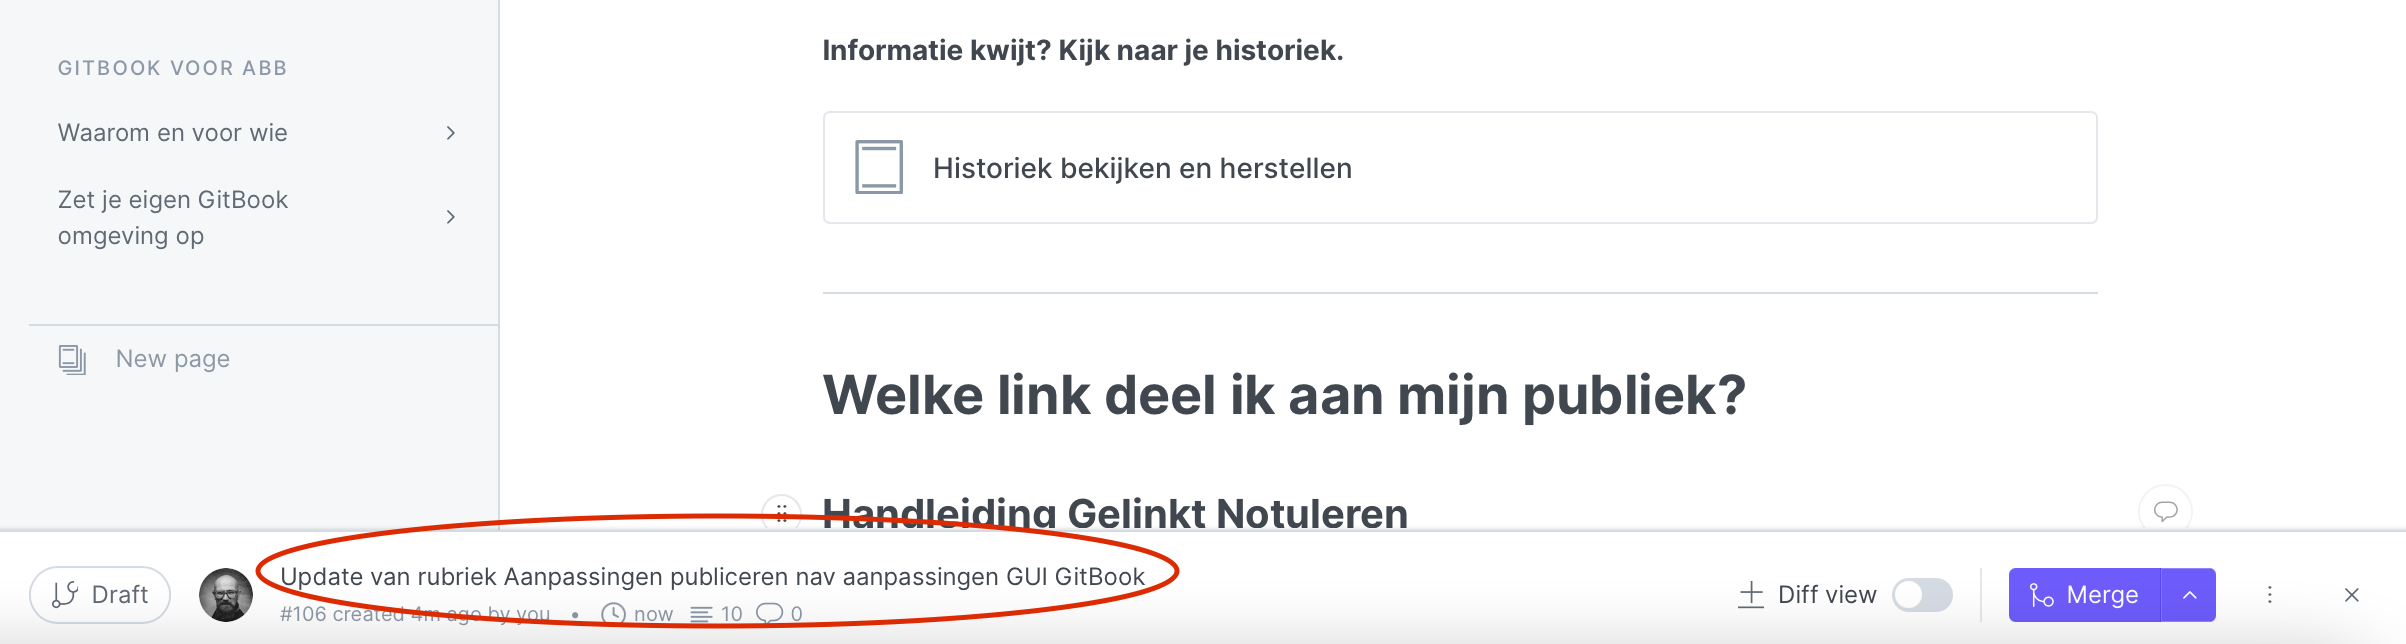 GITBOOK VOOR ABB
Waarom en voor wie
Zet je eigen GitBook
omgeving op
New page
Informatie kwijt? Kijk naar je historiek.
Historiek bekijken en herstellen
Welke link deel ik aan mijn publiek?
Handleiding Gelinkt Notuleren
Draft
Update van rubriek Aanpassingen publiceren nav aanpassingen GUI GitBook
#106 created 4m ago by you • now 10 0
Diff view
Merge